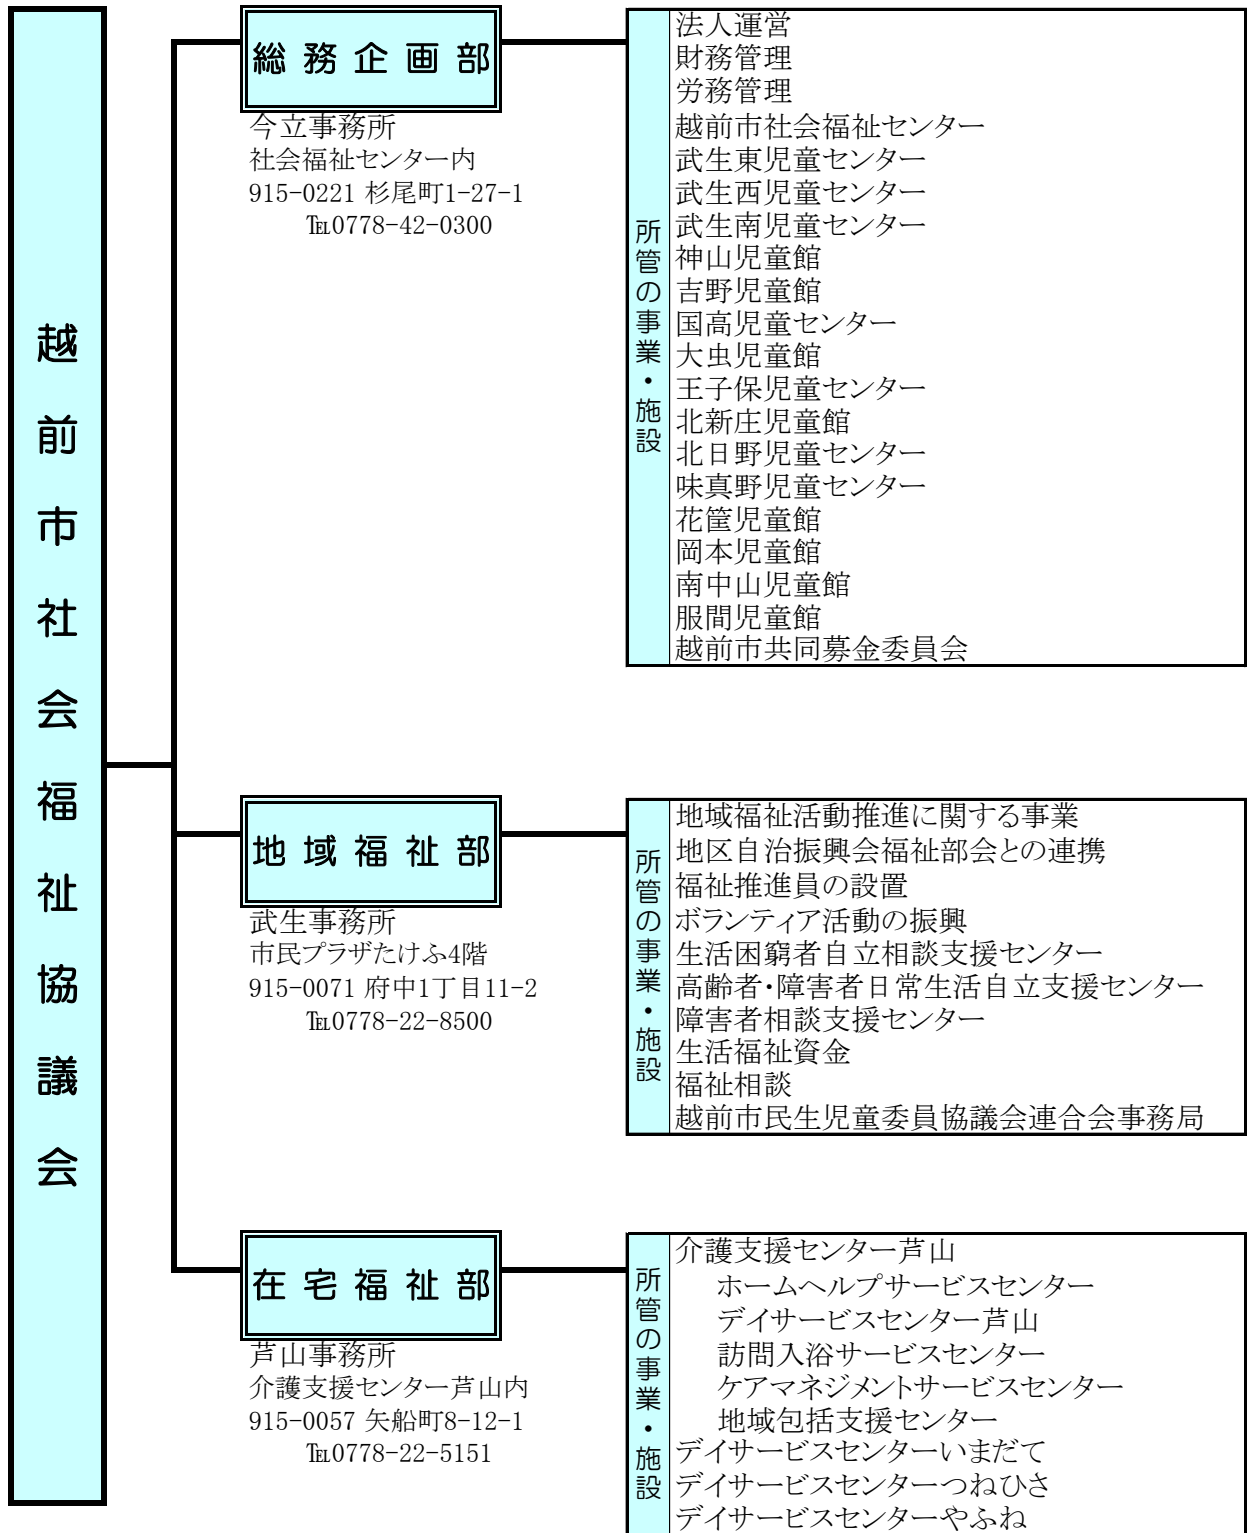 越前市社会福祉協議会
総務企画部
今立事務所
社会福祉センター内
915-0221 杉尾町1-27-1
℡0778-42-0300
所管の事業・施設
法人運営
財務管理
労務管理
越前市社会福祉センター
武生東児童センター
武生西児童センター
武生南児童センター
神山児童館
吉野児童館
国高児童センター
大虫児童館
王子保児童センター
北新庄児童館
北日野児童センター
味真野児童センター
花筐児童館
岡本児童館
南中山児童館
服間児童館
越前市共同募金委員会
地域福祉部
武生事務所
市民プラザたけふ4階
915-0071 府中1丁目11-2
℡0778-22-8500
所管の事業・施設
地域福祉活動推進に関する事業
地区自治振興会福祉部会との連携
福祉推進員の設置
ボランティア活動の振興
生活困窮者自立相談支援センター
高齢者・障害者日常生活自立支援センター
障害者相談支援センター
生活福祉資金
福祉相談
越前市民生児童委員協議会連合会事務局
在宅福祉部
芦山事務所
介護支援センター芦山内
915-0057 矢船町8-12-1
℡0778-22-5151
所管の事業・施設
介護支援センター芦山
ホームヘルプサービスセンター
デイサービスセンター芦山
訪問入浴サービスセンター
ケアマネジメントサービスセンター
地域包括支援センター
デイサービスセンターいまだて
デイサービスセンターつねひさ
デイサービスセンターやふね